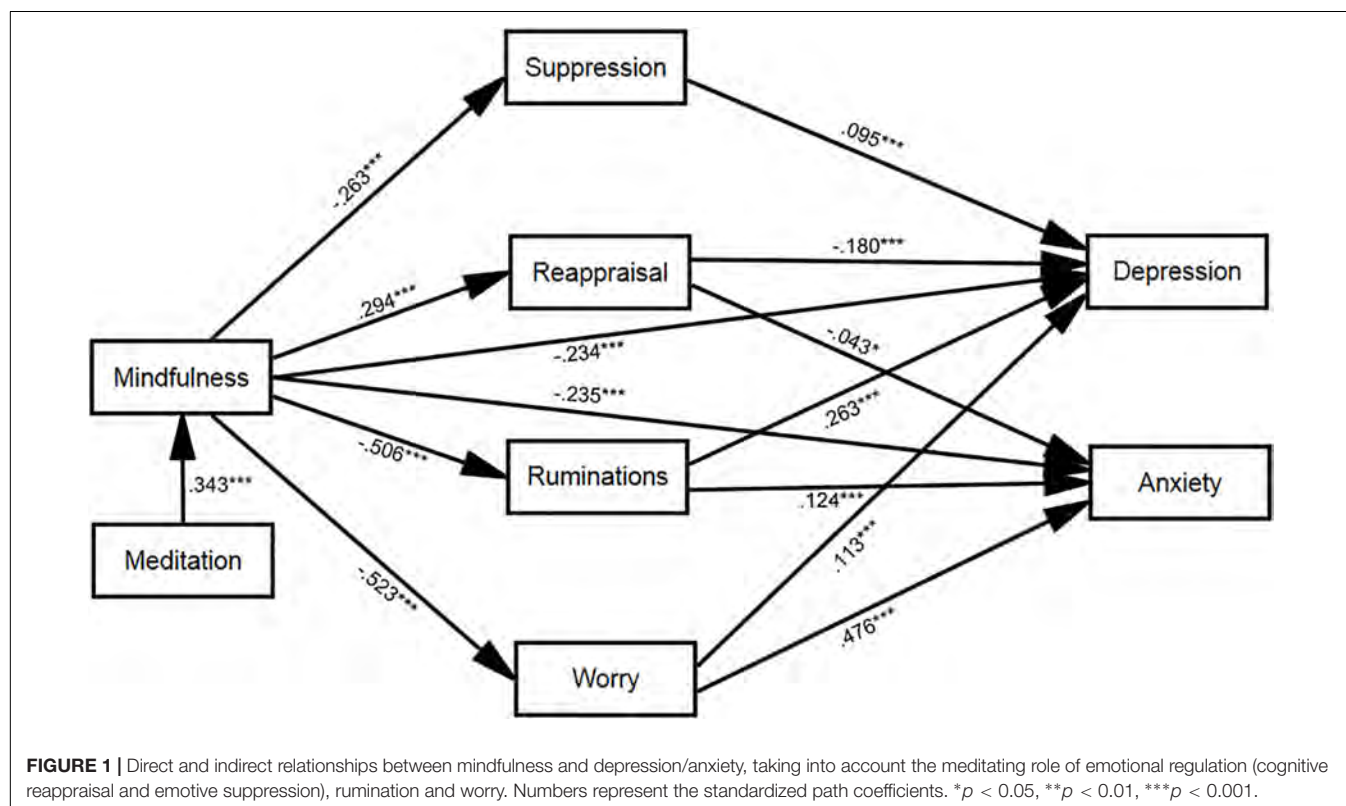 Suppression
.095***
-.263***
Reappraisal
-.180***
Depression
.294***
-.234***
-.043*
Mindfulness
-.235***
.263***
-.506***
Ruminations
.124***
Anxiety
.343***
.113***
Meditation
-.523***
.476***
Worry
FIGURE 1 | Direct and indirect relationships between mindfulness and depression/anxiety, taking into account the meditating role of emotional regulation (cognitive
reappraisal and emotive suppression), rumination and worry. Numbers represent the standardized path coefficients. *p < 0.05, **p < 0.01, ***p < 0.001.